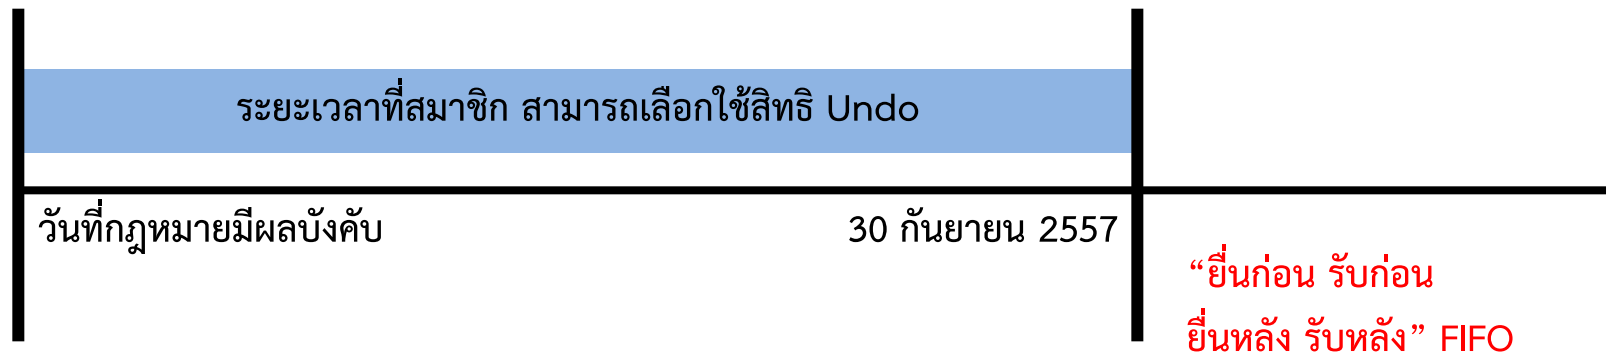 ระยะเวลาที่สมาชิก สามารถเลือกใช้สิทธิ Undo
วันที่กฎหมายมีผลบังคับ
30 กันยายน 2557
“ยื่นก่อน รับก่อน
ยื่นหลัง รับหลัง” FIFO